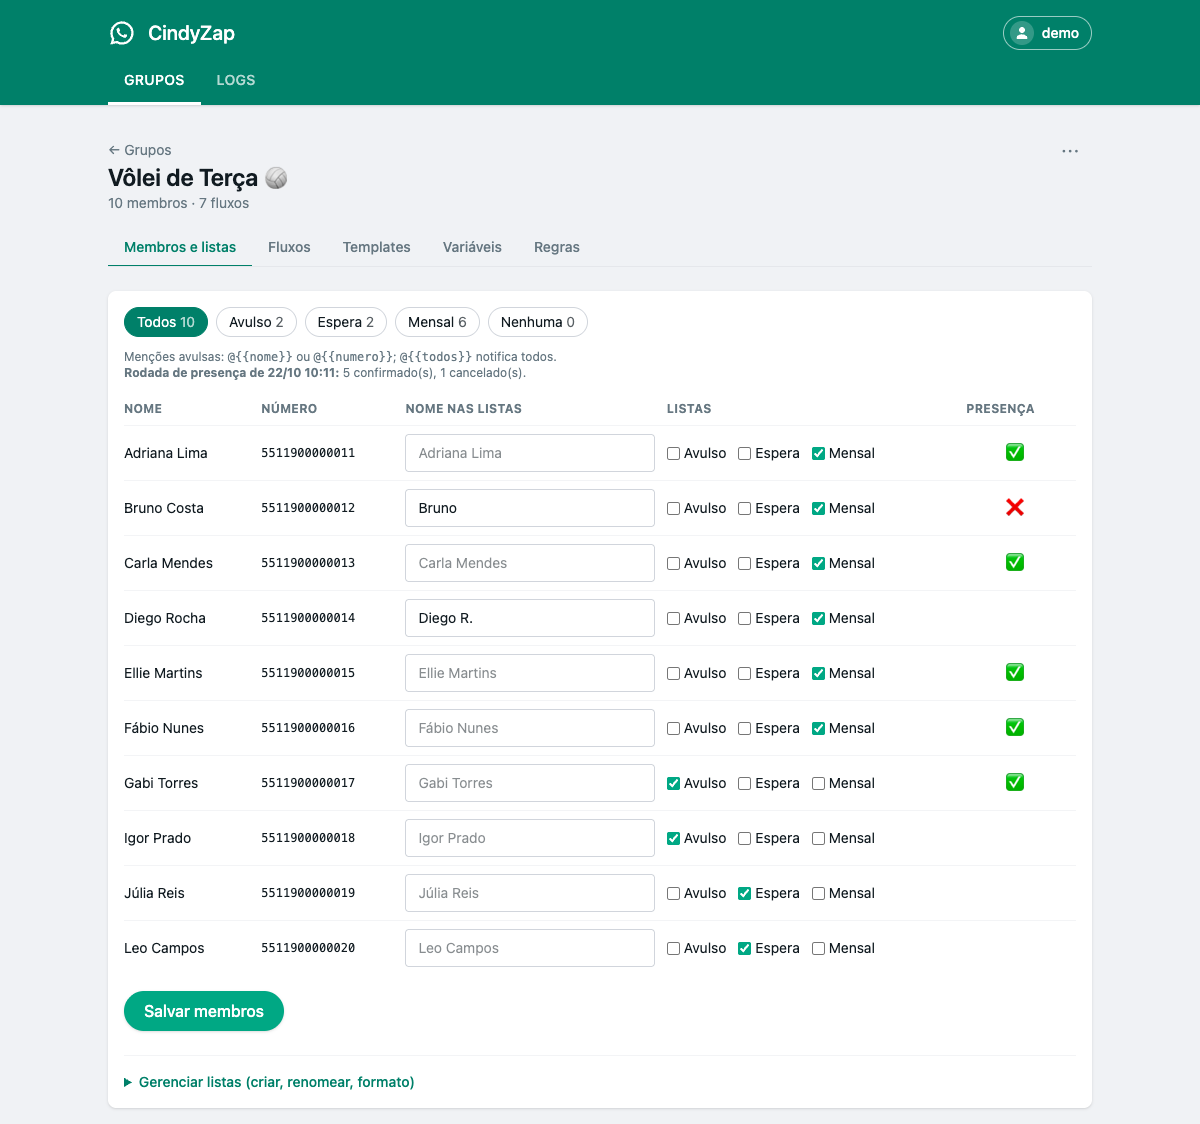 CindyZap
demo
GRUPOS LOGS
← Grupos
...
Vôlei de Terça
10 membros · 7 fluxos
Membros e listas Fluxos Templates Variáveis Regras
Todos 10 Avulso 2 Espera 2 Mensal 6 Nenhuma 0
Menções avulsas: @{{nome}} ou @{{numero}}; @{{todos}} notifica todos.
Rodada de presença de 22/10 10:11: 5 confirmado(s), 1 cancelado(s).
NOME NÚMERO NOME NAS LISTAS LISTAS PRESENÇA
Adriana Lima 5511900000011 Adriana Lima Avulso Espera Mensal
Bruno Costa 5511900000012 Bruno Avulso Espera Mensal
Carla Mendes 5511900000013 Carla Mendes Avulso Espera Mensal
Diego Rocha 5511900000014 Diego R. Avulso Espera Mensal
Ellie Martins 5511900000015 Ellie Martins Avulso Espera Mensal
Fábio Nunes 5511900000016 Fábio Nunes Avulso Espera Mensal
Gabi Torres 5511900000017 Gabi Torres Avulso Espera Mensal
Igor Prado 5511900000018 Igor Prado Avulso Espera Mensal
Júlia Reis 5511900000019 Júlia Reis Avulso Espera Mensal
Leo Campos 5511900000020 Leo Campos Avulso Espera Mensal
Salvar membros
Gerenciar listas (criar, renomear, formato)